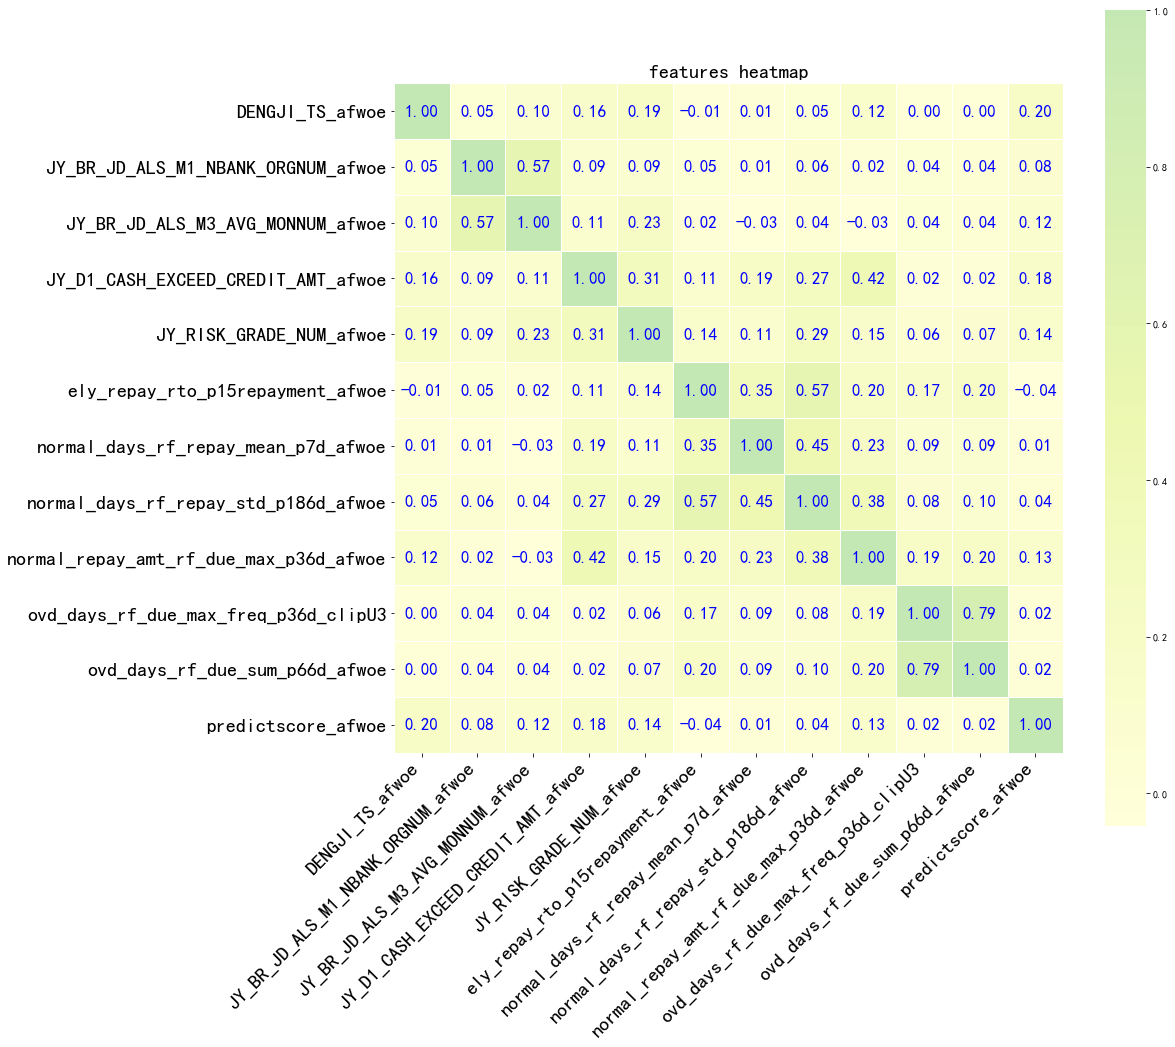 features heatmap
DENGJI_TS_afwoe 1.00 0.05 0.10 0.16 0.19 −0.01 0.01 0.05 0.12 0.00 0.00 0.20
JY_BR_JD_ALS_M1_NBANK_ORGNUM_afwoe 0.05 1.00 0.57 0.09 0.09 0.05 0.01 0.06 0.02 0.04 0.04 0.08
JY_BR_JD_ALS_M3_AVG_MONNUM_afwoe 0.10 0.57 1.00 0.11 0.23 0.02 −0.03 0.04 −0.03 0.04 0.04 0.12
JY_D1_CASH_EXCEED_CREDIT_AMT_afwoe 0.16 0.09 0.11 1.00 0.31 0.11 0.19 0.27 0.42 0.02 0.02 0.18
JY_RISK_GRADE_NUM_afwoe 0.19 0.09 0.23 0.31 1.00 0.14 0.11 0.29 0.15 0.06 0.07 0.14
ely_repay_rto_p15repayment_afwoe −0.01 0.05 0.02 0.11 0.14 1.00 0.35 0.57 0.20 0.17 0.20 −0.04
normal_days_rf_repay_mean_p7d_afwoe 0.01 0.01 −0.03 0.19 0.11 0.35 1.00 0.45 0.23 0.09 0.09 0.01
normal_days_rf_repay_std_p186d_afwoe 0.05 0.06 0.04 0.27 0.29 0.57 0.45 1.00 0.38 0.08 0.10 0.04
normal_repay_amt_rf_due_max_p36d_afwoe 0.12 0.02 −0.03 0.42 0.15 0.20 0.23 0.38 1.00 0.19 0.20 0.13
ovd_days_rf_due_max_freq_p36d_clipU3 0.00 0.04 0.04 0.02 0.06 0.17 0.09 0.08 0.19 1.00 0.79 0.02
ovd_days_rf_due_sum_p66d_afwoe 0.00 0.04 0.04 0.02 0.07 0.20 0.09 0.10 0.20 0.79 1.00 0.02
predictscore_afwoe 0.20 0.08 0.12 0.18 0.14 −0.04 0.01 0.04 0.13 0.02 0.02 1.00
DENGJI_TS_afwoe
JY_BR_JD_ALS_M1_NBANK_ORGNUM_afwoe
JY_BR_JD_ALS_M3_AVG_MONNUM_afwoe
JY_D1_CASH_EXCEED_CREDIT_AMT_afwoe
JY_RISK_GRADE_NUM_afwoe
ely_repay_rto_p15repayment_afwoe
normal_days_rf_repay_mean_p7d_afwoe
normal_days_rf_repay_std_p186d_afwoe
normal_repay_amt_rf_due_max_p36d_afwoe
ovd_days_rf_due_max_freq_p36d_clipU3
ovd_days_rf_due_sum_p66d_afwoe
predictscore_afwoe
1.0
0.8
0.6
0.4
0.2
0.0